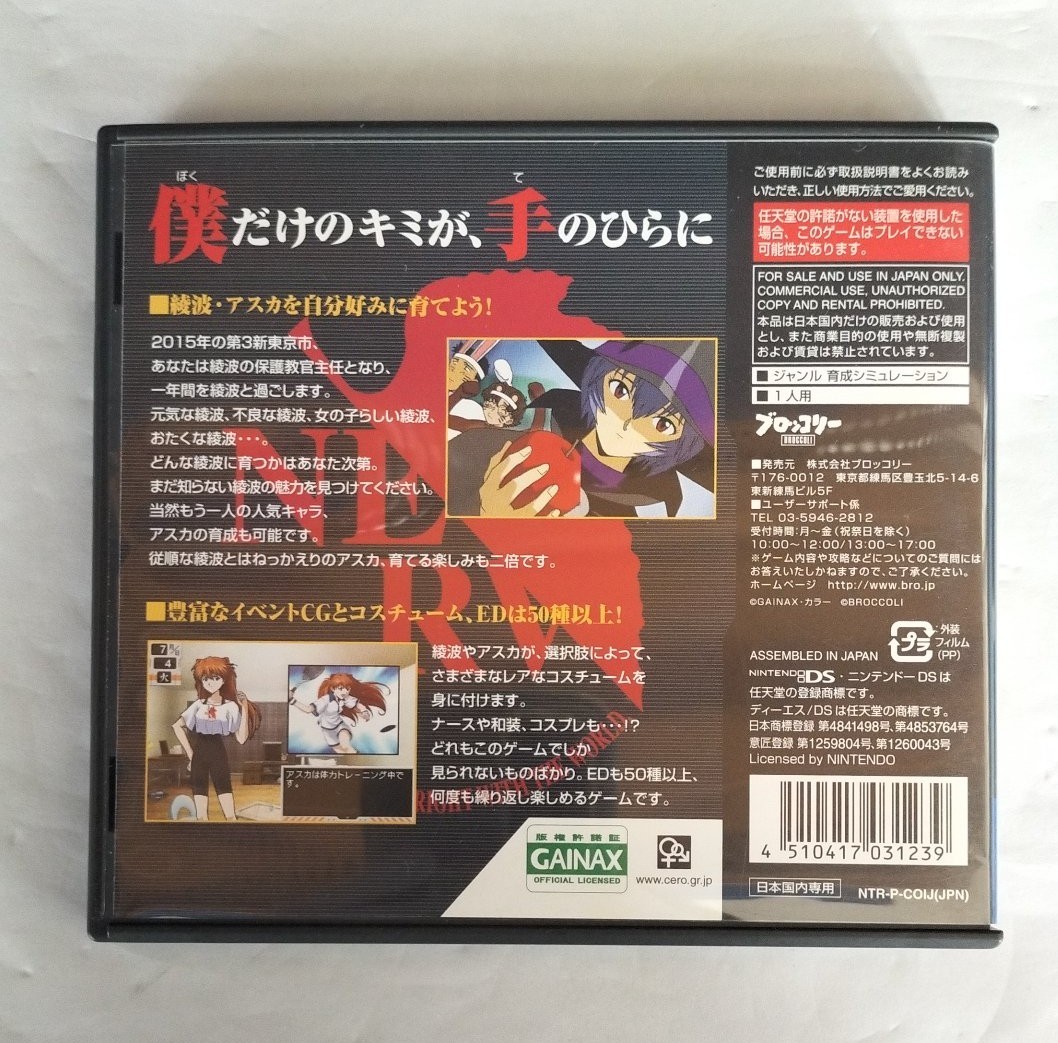 僕だけのキミが、手のひらに
ぼく
て
■綾波・アスカを自分好みに育てよう!
2015年の第3新東京市、
あなたは綾波の保護教官主任となり、
一年間を綾波と過ごします。
元気な綾波、不良な綾波、女の子らしい綾波、
おたくな綾波・・・。
どんな綾波に育つかはあなた次第。
まだ知らない綾波の魅力を見つけてください。
当然もう一人の人気キャラ、
アスカの育成も可能です。
従順な綾波とはねっかえりのアスカ、育てる楽しみも二倍です。
NERV
■豊富なイベントCGとコスチューム、EDは50種以上!
7月/日
4
火
アスカは体力トレーニング中で
す。
綾波やアスカが、選択肢によって、
さまざまなレアなコスチュームを
身に付けます。
ナースや和装、コスプレも・・・!?
どれもこのゲームでしか
見られないものばかり。EDも50種以上、
何度も繰り返し楽しめるゲームです。
RIGHT WITH THE WORLD
版権許諾証
GAINAX
OFFICIAL LICENSED
www.cero.gr.jp
ご使用前に必ず取扱説明書をよくお読み
いただき、正しい使用方法でご愛用ください。
任天堂の許諾がない装置を使用した
場合、このゲームはプレイできない
可能性があります。
FOR SALE AND USE IN JAPAN ONLY.
COMMERCIAL USE, UNAUTHORIZED
COPY AND RENTAL PROHIBITED.
本品は日本国内だけの販売および使用
とし、また商業目的の使用や無断複製
および賃貸は禁止されています。
■ ジャンル 育成シミュレーション
■ 1人用
ブロッコリー
BROCCOLI
■発売元 株式会社ブロッコリー
〒176-0012 東京都練馬区豊玉北5-14-6
東新練馬ビル5F
■ユーザーサポート係
TEL 03-5946-2812
受付時間:月〜金(祝祭日を除く)
10:00〜12:00/13:00〜17:00
※ゲーム内容や攻略などについてのご質問には
お答えいたしかねますので、ご了承ください。
ホームページ http://www.bro.jp
©GAINAX・カラー ©BROCCOLI
プラ
外装
フィルム
(PP)
ASSEMBLED IN JAPAN
NINTENDO DS・ニンテンドーDSは
任天堂の登録商標です。
ディーエス/DSは任天堂の商標です。
日本商標登録 第4841498号、第4853764号
意匠登録 第1259804号、第1260043号
Licensed by NINTENDO
4 510417 031239
日本国内専用
NTR-P-COIJ(JPN)